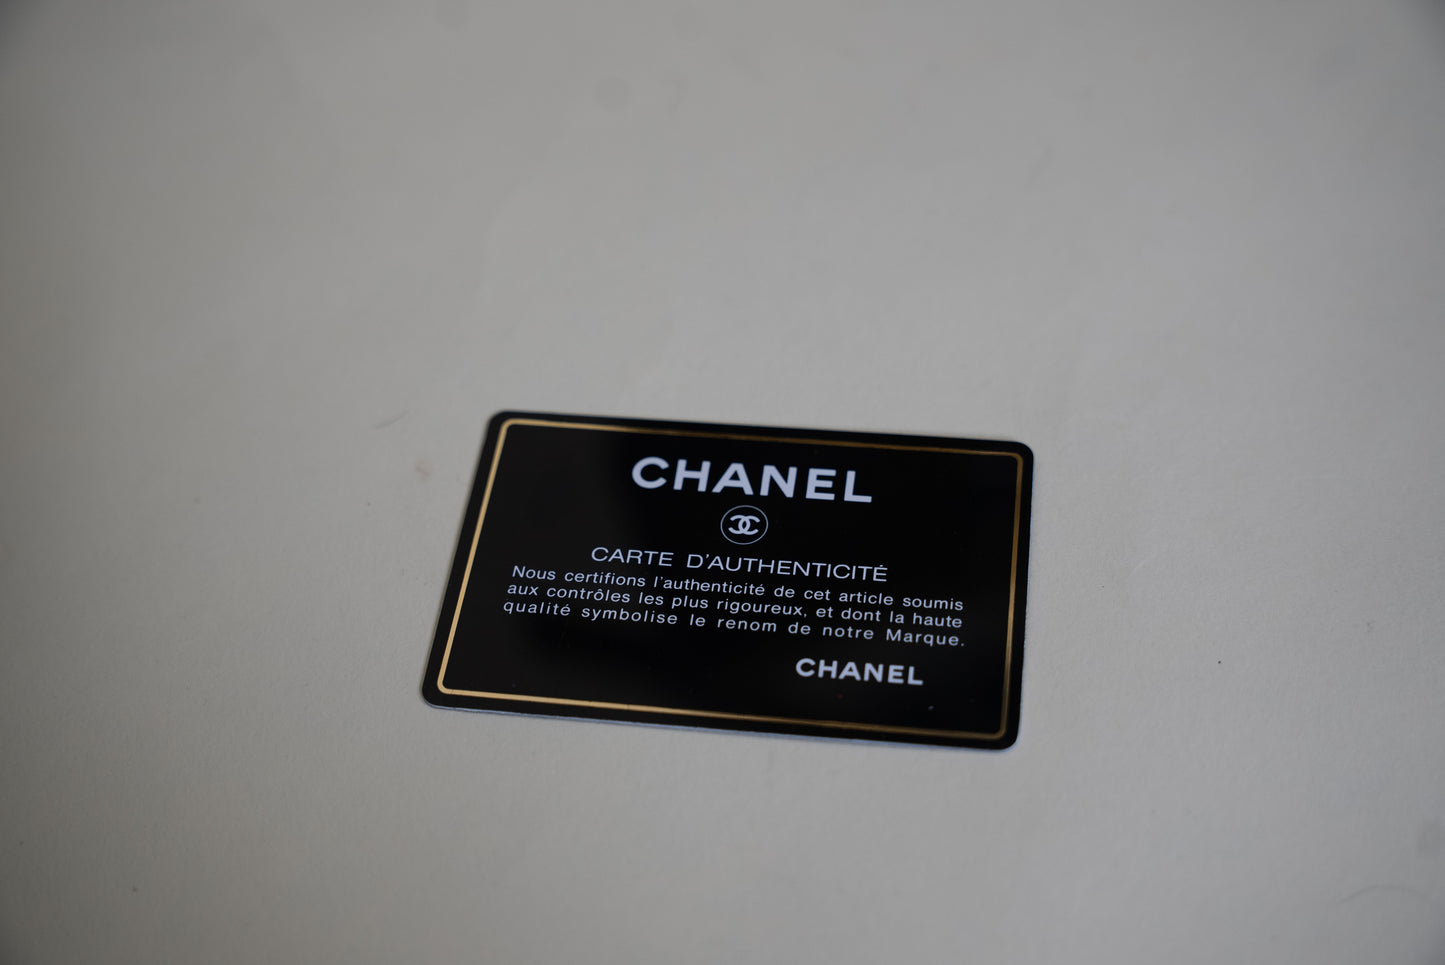 CHANEL
CARTE D'AUTHENTICITÉ
Nous certifions l'authenticité de cet article soumis
aux contrôles les plus rigoureux, et dont la haute
qualité symbolise le renom de notre Marque.
CHANEL